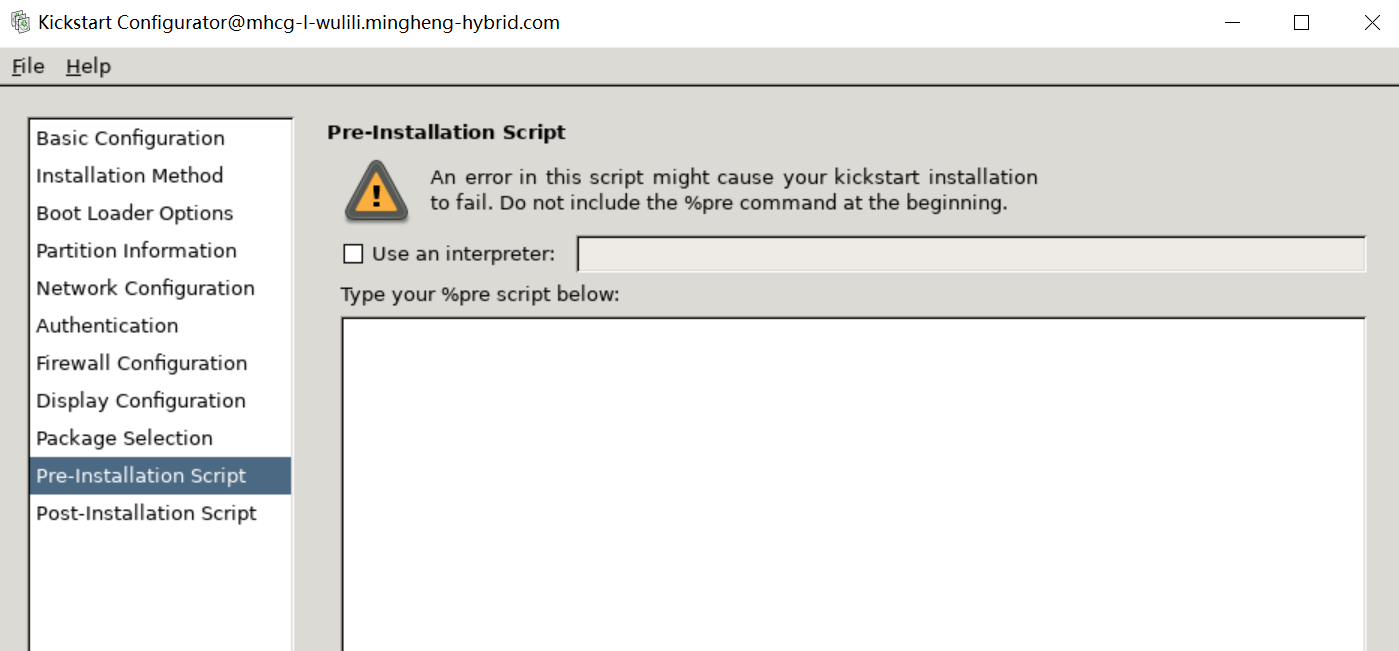 Kickstart Configurator@mhcg-l-wulili.mingheng-hybrid.com
File Help
Basic Configuration
Installation Method
Boot Loader Options
Partition Information
Network Configuration
Authentication
Firewall Configuration
Display Configuration
Package Selection
Pre-Installation Script
Post-Installation Script
Pre-Installation Script
An error in this script might cause your kickstart installation
to fail. Do not include the %pre command at the beginning.
Use an interpreter:
Type your %pre script below: